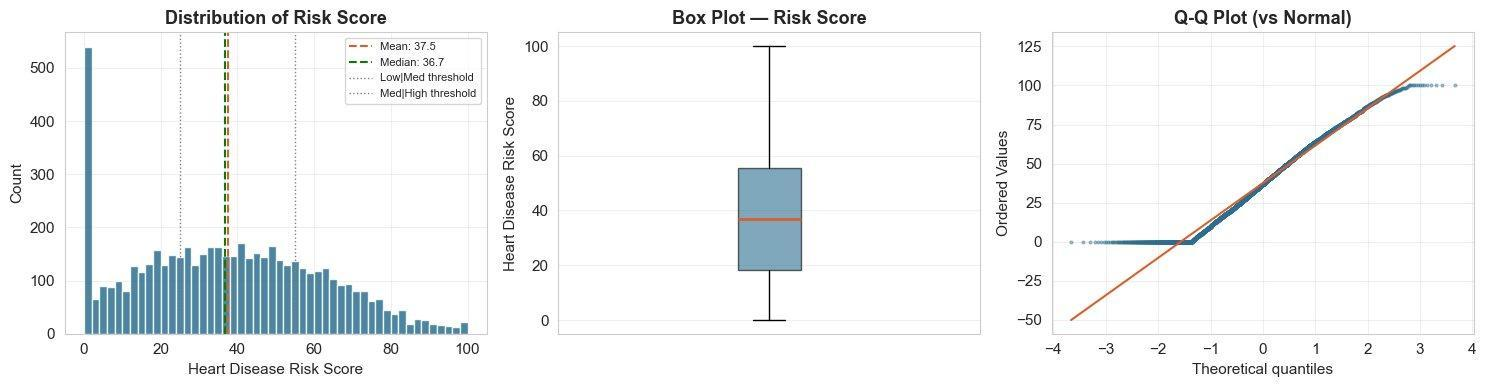 Distribution of Risk Score
Mean: 37.5
Median: 36.7
Low|Med threshold
Med|High threshold
500
400
300
200
100
0
Count
0 20 40 60 80 100
Heart Disease Risk Score
Box Plot — Risk Score
100
80
60
40
20
0
Heart Disease Risk Score
Q-Q Plot (vs Normal)
125
100
75
50
25
0
−25
−50
Ordered Values
−4 −3 −2 −1 0 1 2 3 4
Theoretical quantiles